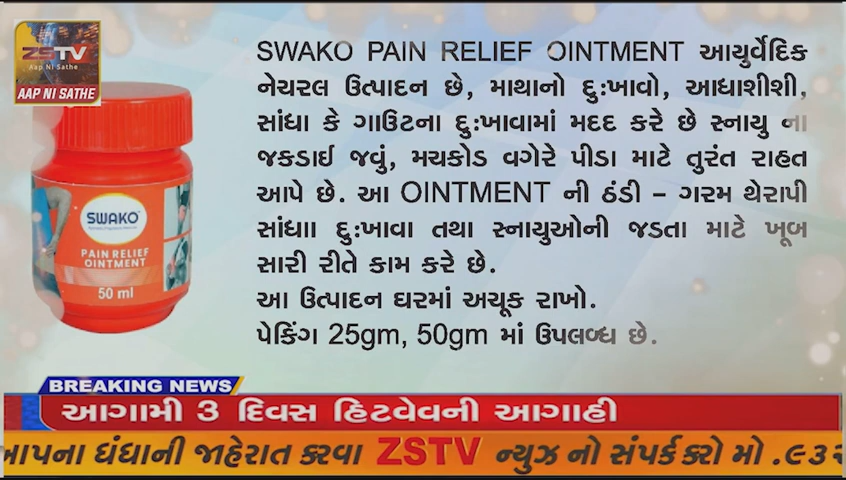 ZSTV
Aap Ni Sathe
AAP NI SATHE
SWAKO PAIN RELIEF OINTMENT આયુર્વેદિક
નેચરલ ઉત્પાદન છે, માથાનો દુઃખાવો, આધાશીશી,
સાંધા કે ગાઉટના દુઃખાવામાં મદદ કરે છે સ્નાયુ ના
જકડાઈ જવું, મચકોડ વગેરે પીડા માટે તુરંત રાહત
આપે છે. આ OINTMENT ની ઠંડી – ગરમ થેરાપી
સાંધાા દુઃખાવા તથા સ્નાયુઓની જડતા માટે ખૂબ
સારી રીતે કામ કરે છે.
આ ઉત્પાદન ઘરમાં અચૂક રાખો.
પેકિંગ 25gm, 50gm માં ઉપલબ્ધ છે.
SWAKO
PAIN RELIEF
OINTMENT
50 ml
BREAKING NEWS
આગામી 3 દિવસ હિટવેવની આગાહી
આપના ધંધાની જાહેરાત કરવા ZSTV ન્યુઝ નો સંપર્ક કરો મો .૯૩૨